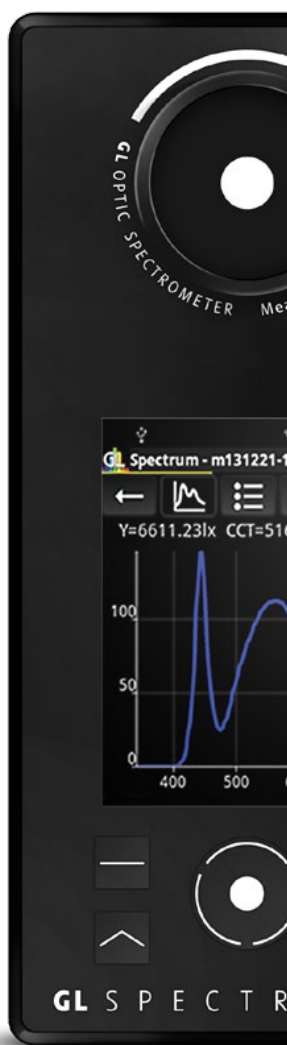 GL OPTIC SPECTROMETER
GL Spectrum - m131221-1
Y=6611.23lx CCT=516
100
50
0
400 500
GL SPECTR